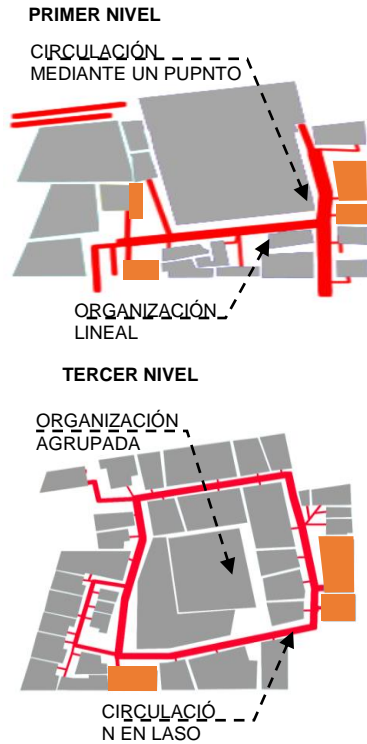 PRIMER NIVEL
CIRCULACIÓN
MEDIANTE UN PUPNTO
ORGANIZACIÓN
LINEAL
TERCER NIVEL
ORGANIZACIÓN
AGRUPADA
CIRCULACIÓ
N EN LASO